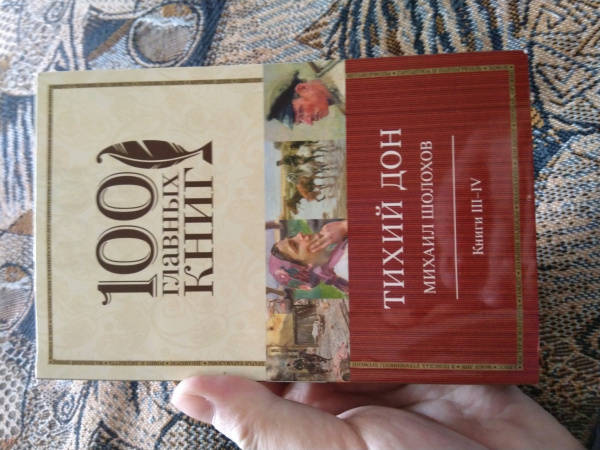 100
ГЛАВНЫХ
КНИГ
ТИХИЙ ДОН
МИХАИЛ ШОЛОХОВ
Книги III–IV